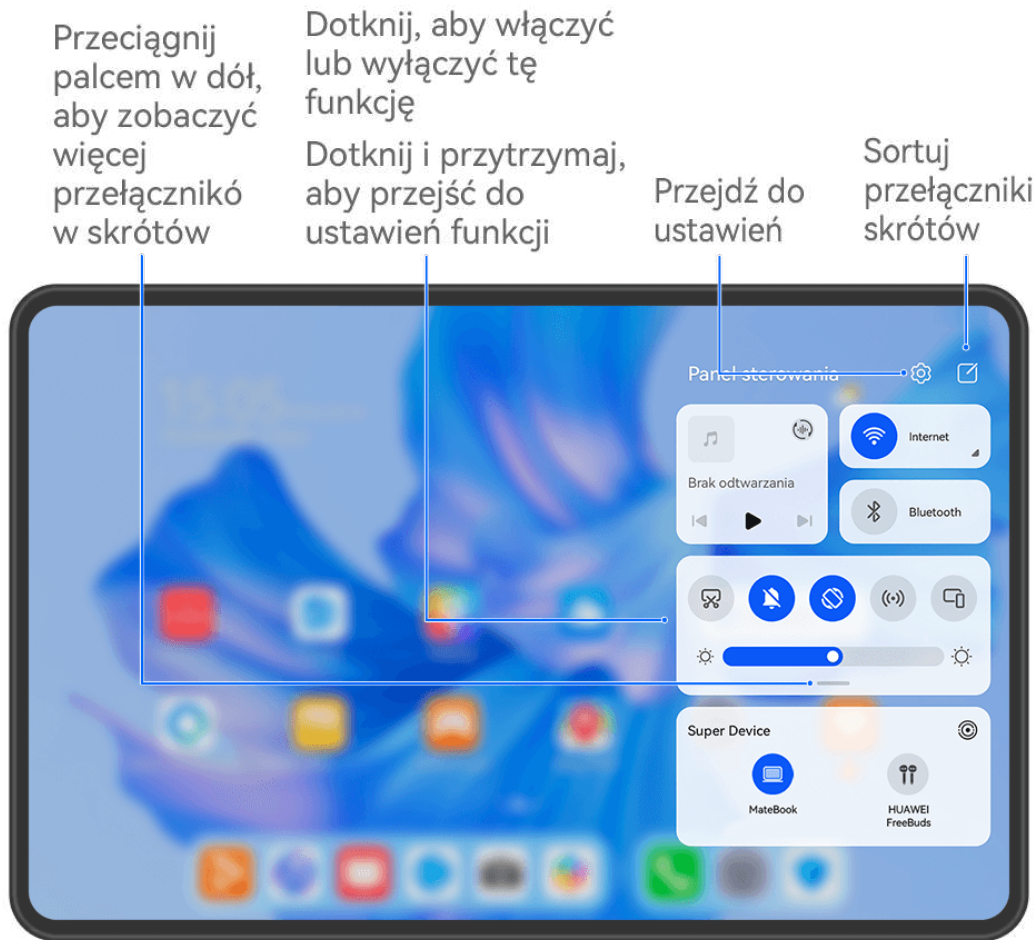 Przeciągnij
palcem w dół,
aby zobaczyć
więcej
przełącznikó
w skrótów
Dotknij, aby włączyć
lub wyłączyć tę
funkcję
Dotknij i przytrzymaj,
aby przejść do
ustawień funkcji
Przejdź do
ustawień
Sortuj
przełączniki
skrótów
15:05
Panel sterowania
Brak odtwarzania
Internet
Bluetooth
Super Device
MateBook
HUAWEI
FreeBuds